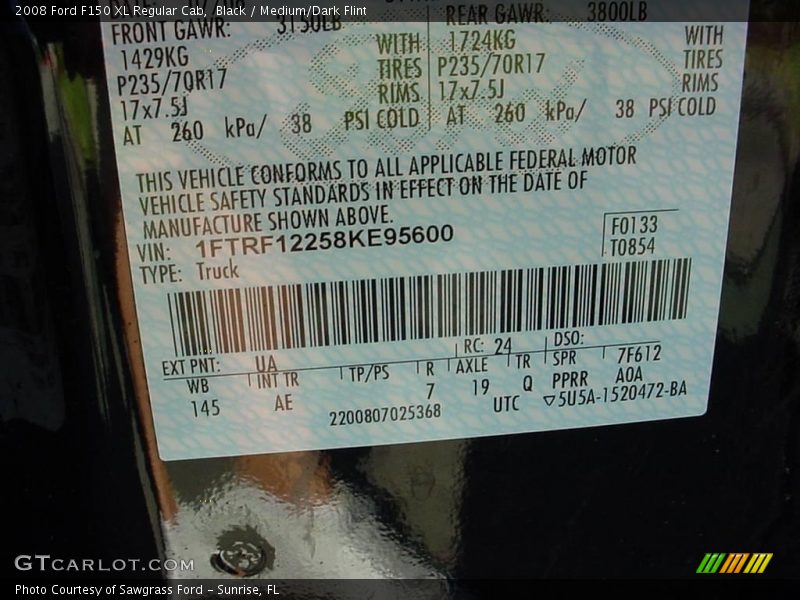 2008 Ford F150 XL Regular Cab, Black / Medium/Dark Flint
FRONT GAWR: 3150LB REAR GAWR: 3800LB
1429KG WITH 1724KG WITH
P235/70R17 TIRES P235/70R17 TIRES
17x7.5J RIMS 17x7.5J RIMS
AT 260 kPa/ 38 PSI COLD AT 260 kPa/ 38 PSI COLD
THIS VEHICLE CONFORMS TO ALL APPLICABLE FEDERAL MOTOR
VEHICLE SAFETY STANDARDS IN EFFECT ON THE DATE OF
MANUFACTURE SHOWN ABOVE.
VIN: 1FTRF12258KE95600 F0133
TYPE: Truck T0854
EXT PNT: UA RC: 24 DSO:
WB INT TR TP/PS R AXLE TR SPR 7F612
145 AE 7 19 Q PPRR A0A
2200807025368 UTC ▽5U5A-1520472-BA
GTCARLOT.COM
Photo Courtesy of Sawgrass Ford - Sunrise, FL